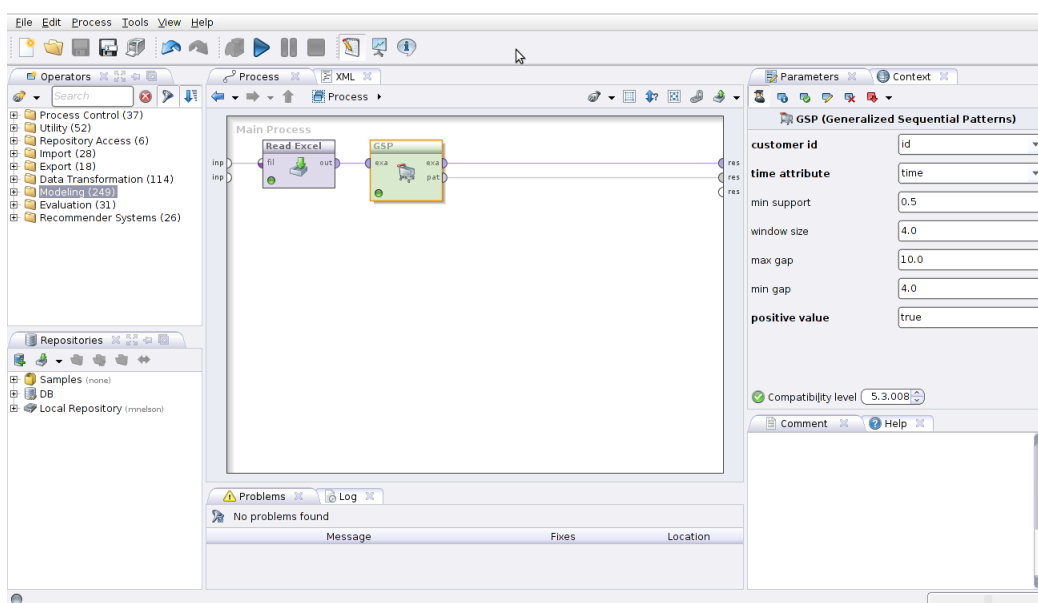 File Edit Process Tools View Help
Operators
Search
Process Control (37)
Utility (52)
Repository Access (6)
Import (28)
Export (18)
Data Transformation (114)
Modeling (249)
Evaluation (31)
Recommender Systems (26)
Repositories
Samples (none)
DB
Local Repository (mnelson)
Process XML
Process
Main Process
Read Excel
GSP
inp fil out exa exa res
inp pat res
res
Problems Log
No problems found
Message Fixes Location
Parameters Context
GSP (Generalized Sequential Patterns)
customer id id
time attribute time
min support 0.5
window size 4.0
max gap 10.0
min gap 4.0
positive value true
Compatibility level 5.3.008
Comment Help